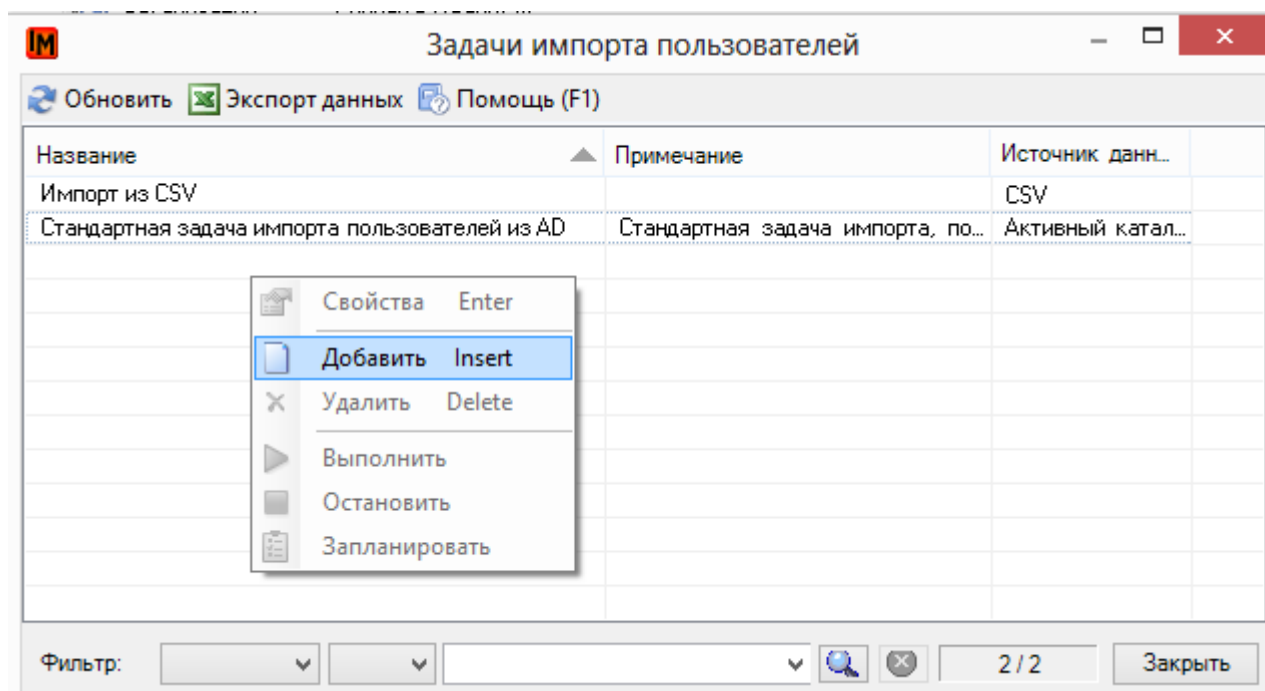 IM
Задачи импорта пользователей
Обновить Экспорт данных Помощь (F1)
Название Примечание Источник данн...
Импорт из CSV CSV
Стандартная задача импорта пользователей из AD Стандартная задача импорта, по... Активный катал...
Свойства Enter
Добавить Insert
Удалить Delete
Выполнить
Остановить
Запланировать
Фильтр: 2 / 2 Закрыть